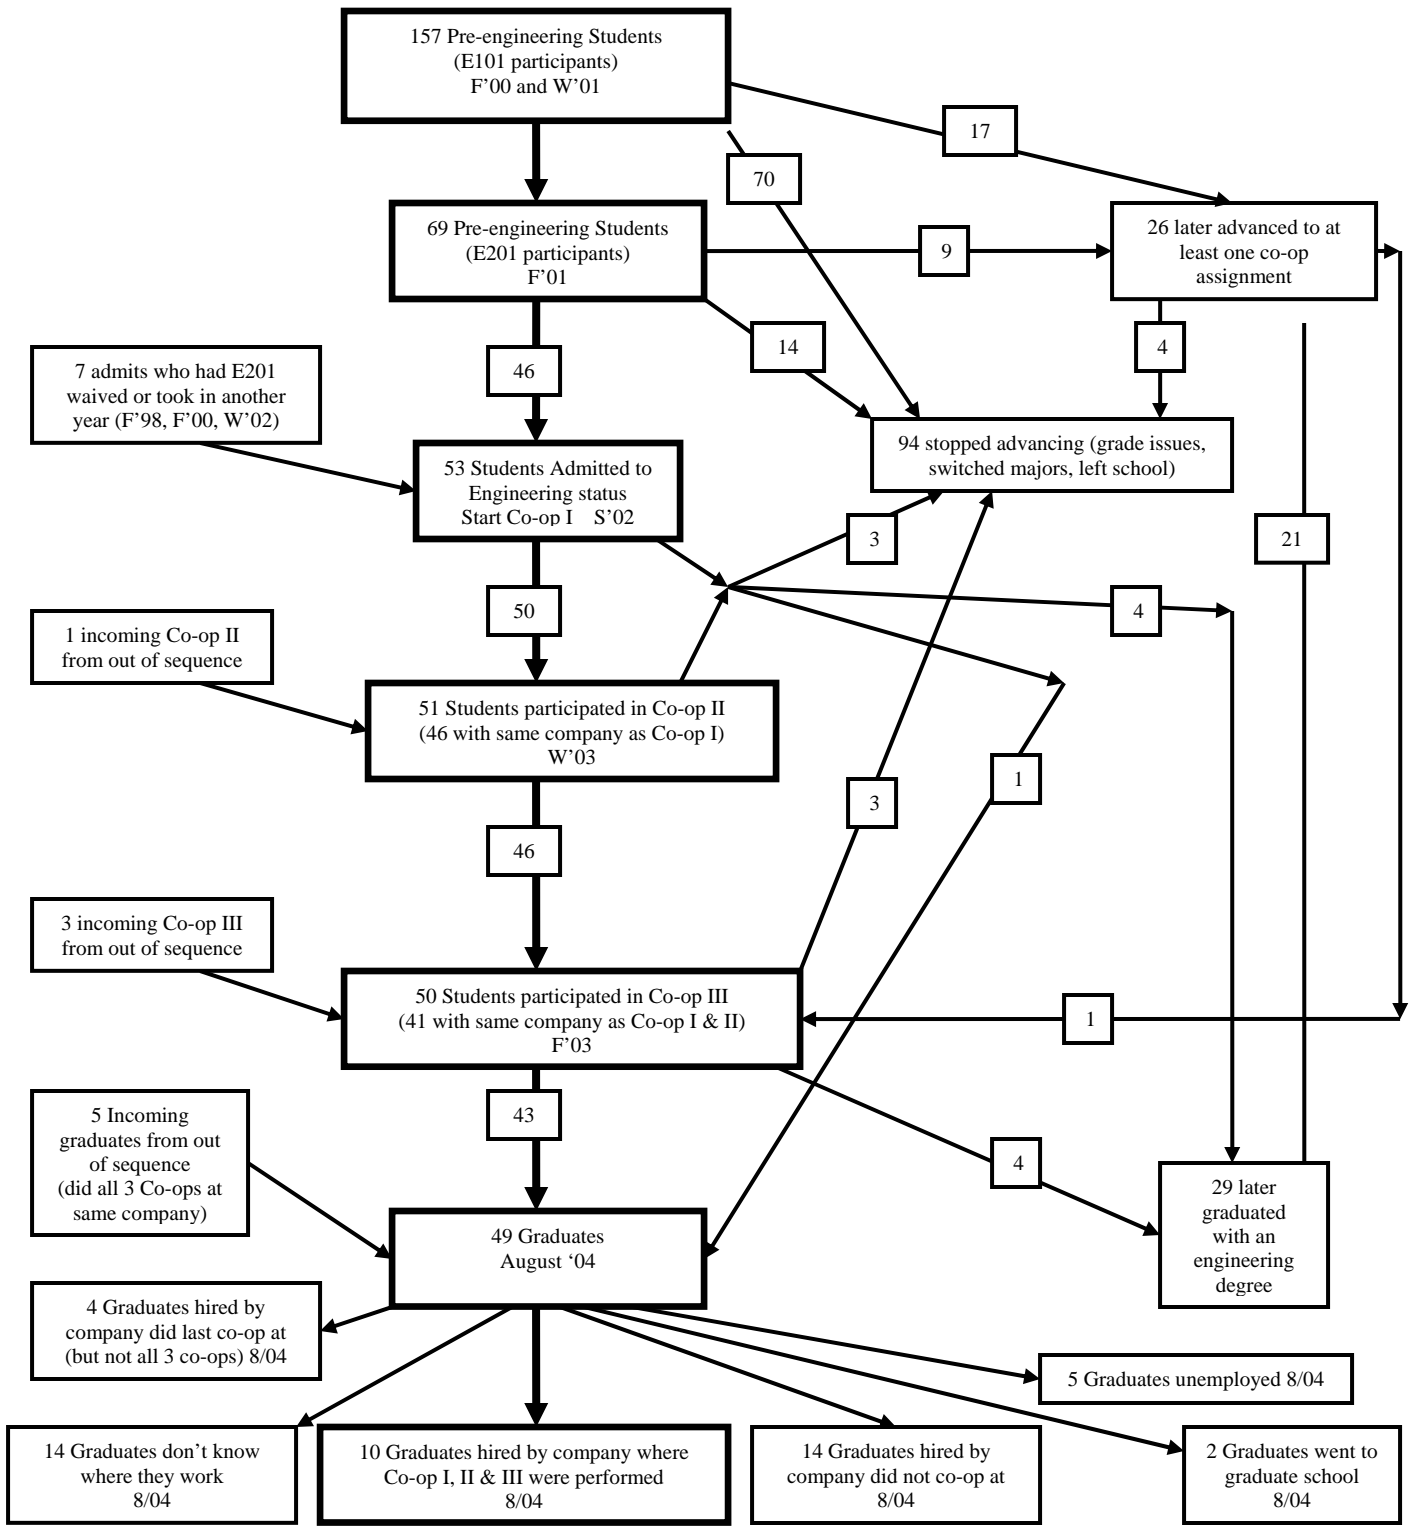 157 Pre-engineering Students
(E101 participants)
F’00 and W’01
17
70
69 Pre-engineering Students
(E201 participants)
F’01
9
26 later advanced to at
least one co-op
assignment
14
4
46
7 admits who had E201
waived or took in another
year (F’98, F’00, W’02)
94 stopped advancing (grade issues,
switched majors, left school)
53 Students Admitted to
Engineering status
Start Co-op I S’02
3
21
50
4
1 incoming Co-op II
from out of sequence
51 Students participated in Co-op II
(46 with same company as Co-op I)
W’03
1
3
46
3 incoming Co-op III
from out of sequence
50 Students participated in Co-op III
(41 with same company as Co-op I & II)
F’03
1
43
5 Incoming
graduates from out
of sequence
(did all 3 Co-ops at
same company)
4
29 later
graduated
with an
engineering
degree
49 Graduates
August ‘04
4 Graduates hired by
company did last co-op at
(but not all 3 co-ops) 8/04
5 Graduates unemployed 8/04
14 Graduates don’t know
where they work
8/04
10 Graduates hired by company where
Co-op I, II & III were performed
8/04
14 Graduates hired by
company did not co-op at
8/04
2 Graduates went to
graduate school
8/04